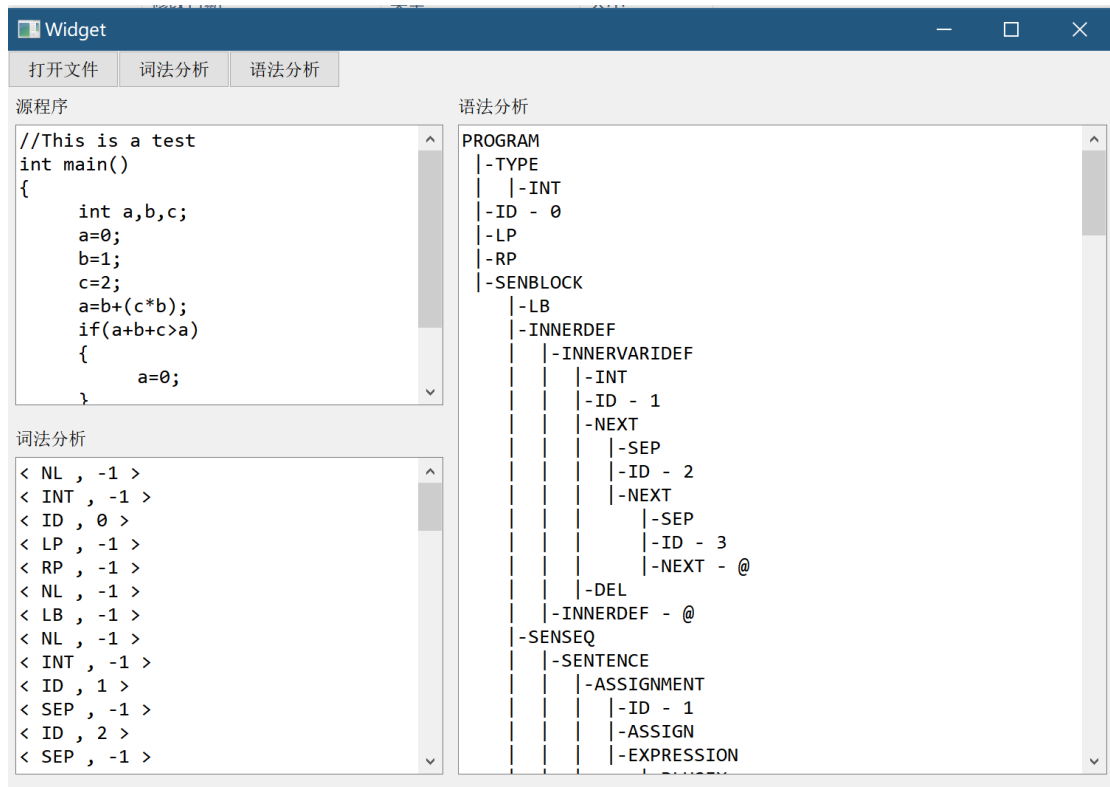 Widget
打开文件 词法分析 语法分析
源程序
//This is a test
int main()
{
int a,b,c;
a=0;
b=1;
c=2;
a=b+(c*b);
if(a+b+c>a)
{
a=0;
}
词法分析
< NL , -1 >
< INT , -1 >
< ID , 0 >
< LP , -1 >
< RP , -1 >
< NL , -1 >
< LB , -1 >
< NL , -1 >
< INT , -1 >
< ID , 1 >
< SEP , -1 >
< ID , 2 >
< SEP , -1 >
语法分析
PROGRAM
|-TYPE
| |-INT
|-ID - 0
|-LP
|-RP
|-SENBLOCK
|-LB
|-INNERDEF
| |-INNERVARIDEF
| | |-INT
| | |-ID - 1
| | |-NEXT
| | | |-SEP
| | | |-ID - 2
| | | |-NEXT
| | | |-SEP
| | | |-ID - 3
| | | |-NEXT - @
| | |-DEL
| |-INNERDEF - @
|-SENSEQ
| |-SENTENCE
| | |-ASSIGNMENT
| | | |-ID - 1
| | | |-ASSIGN
| | | |-EXPRESSION